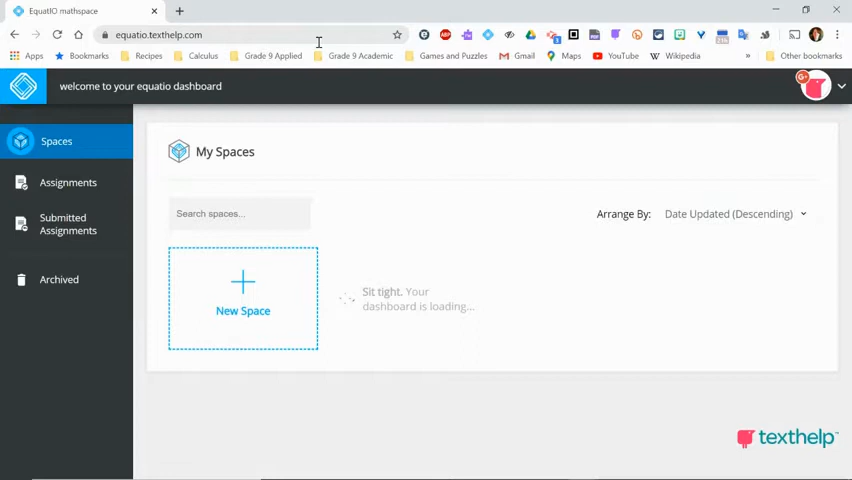 EquatIO mathspace
equatio.texthelp.com
Apps
Bookmarks
Recipes
Calculus
Grade 9 Applied
Grade 9 Academic
Games and Puzzles
Gmail
Maps
YouTube
Wikipedia
»
Other bookmarks
welcome to your equatio dashboard
G+
Spaces
Assignments
Submitted
Assignments
Archived
My Spaces
Search spaces...
Arrange By: Date Updated (Descending)
New Space
Sit tight. Your
dashboard is loading...
texthelp™